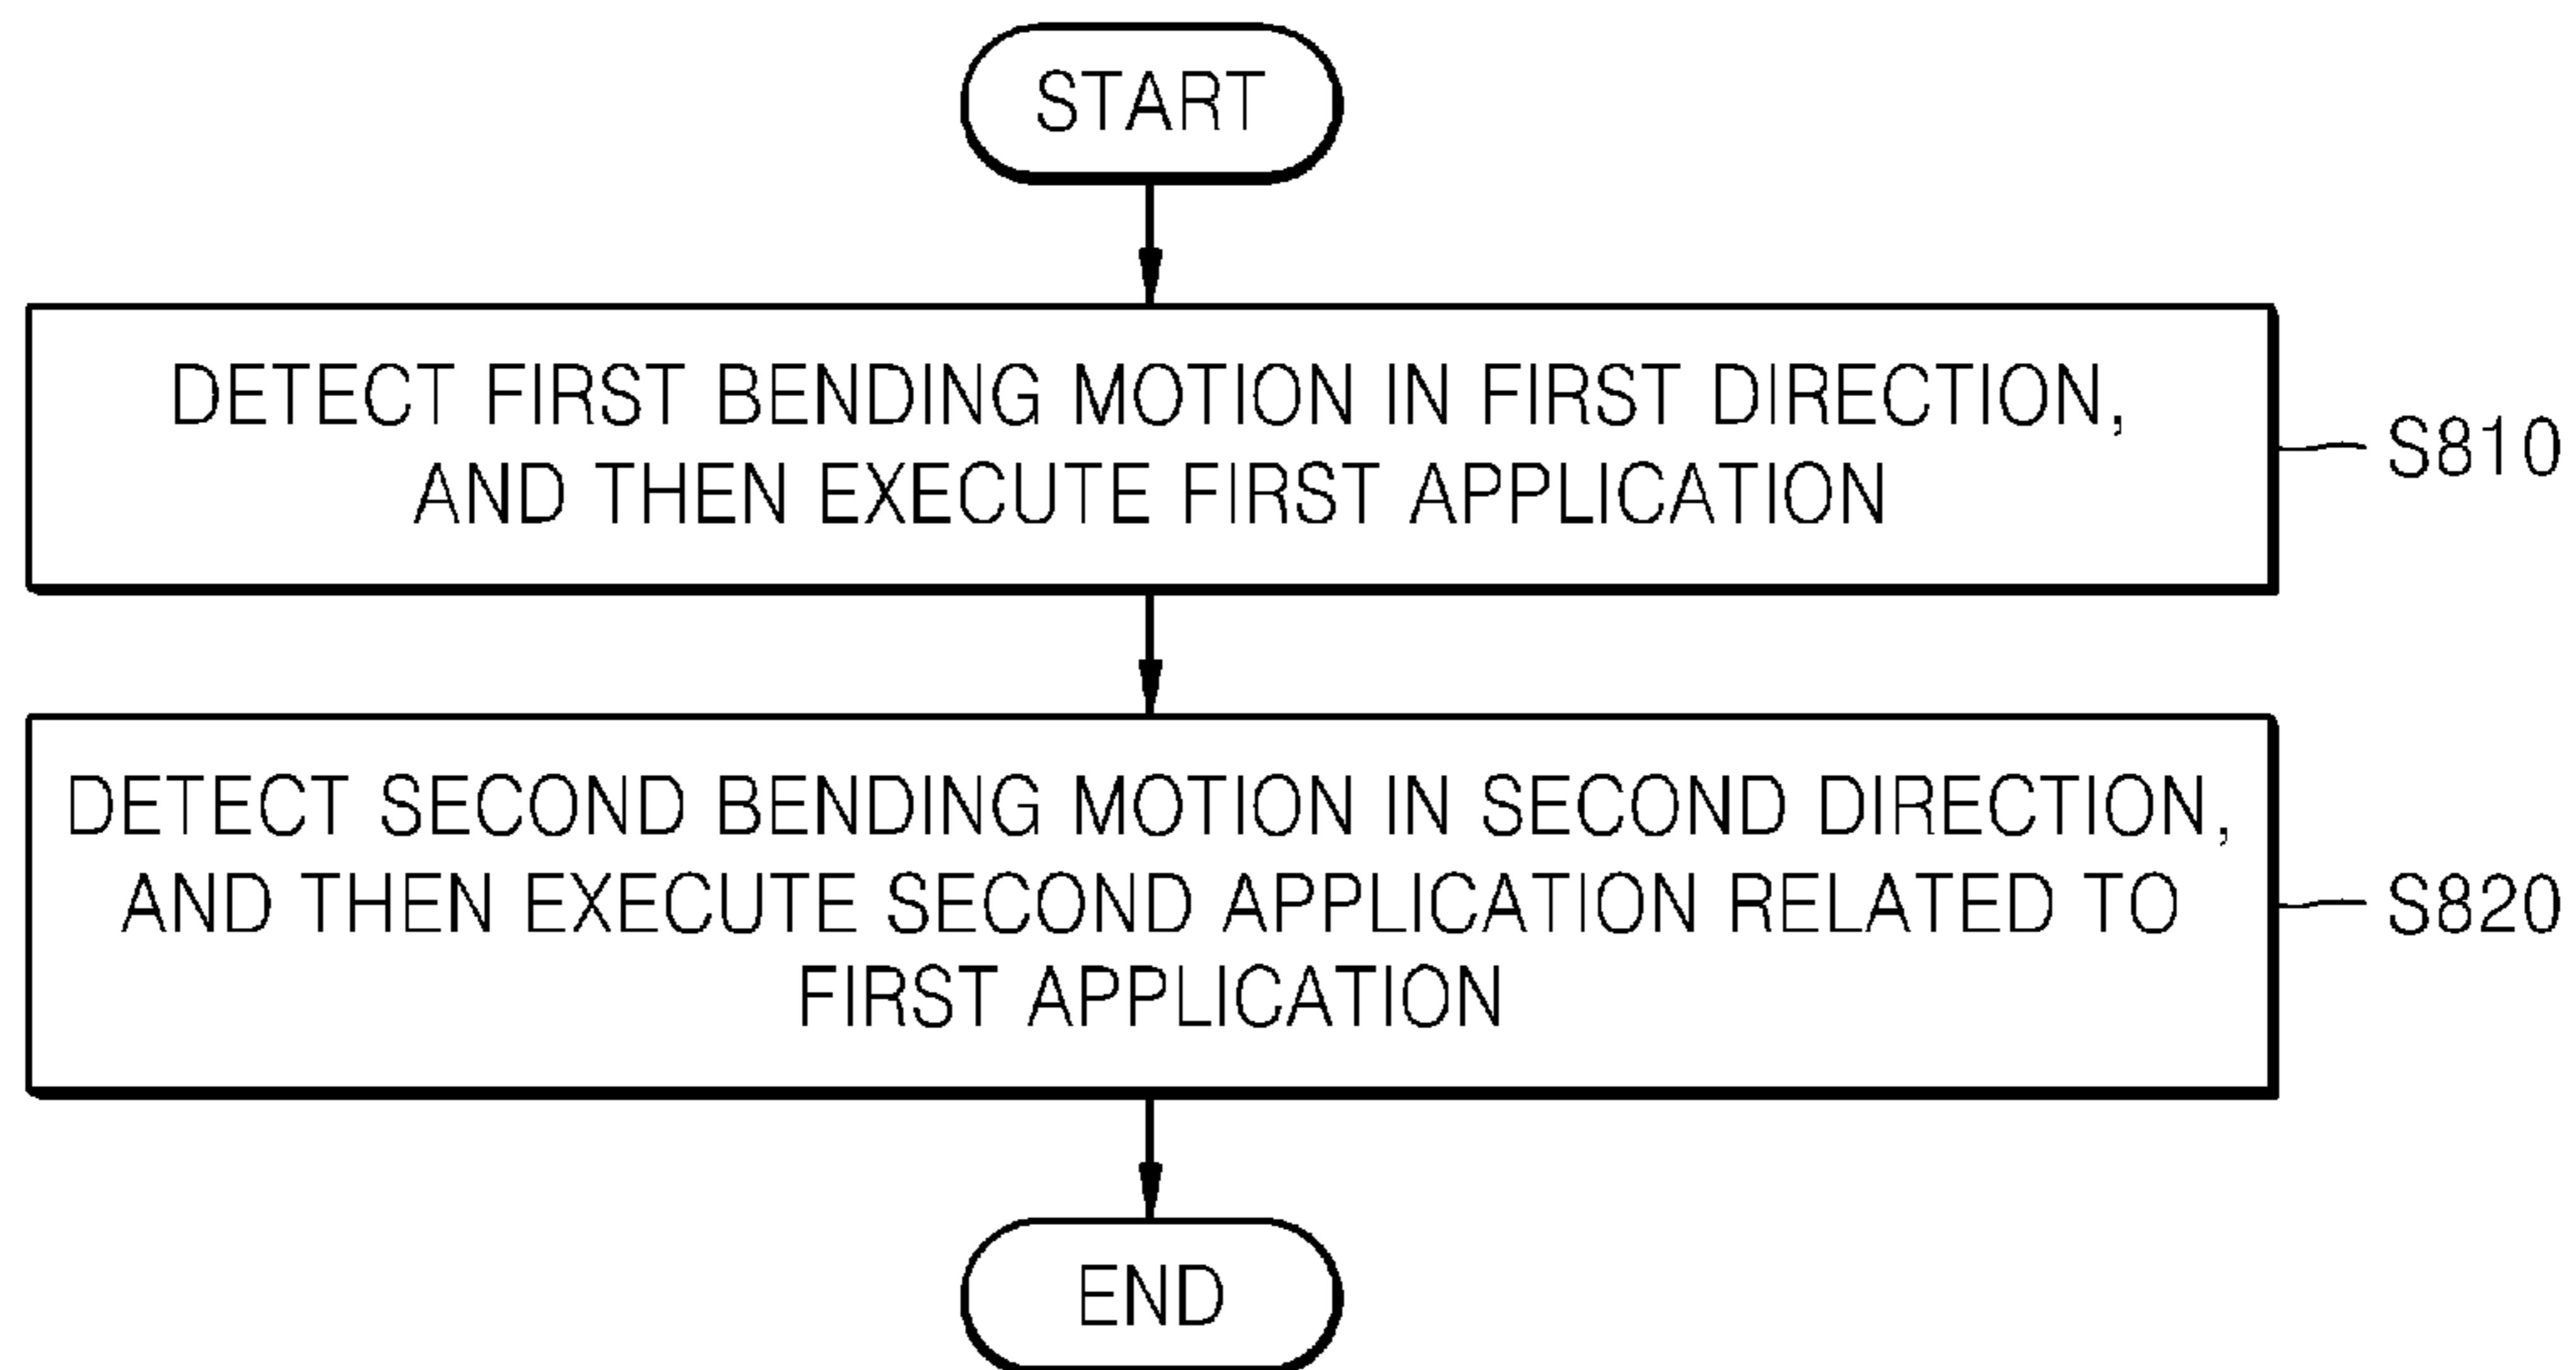 START
DETECT FIRST BENDING MOTION IN FIRST DIRECTION,
AND THEN EXECUTE FIRST APPLICATION
S810
DETECT SECOND BENDING MOTION IN SECOND DIRECTION,
AND THEN EXECUTE SECOND APPLICATION RELATED TO
FIRST APPLICATION
S820
END